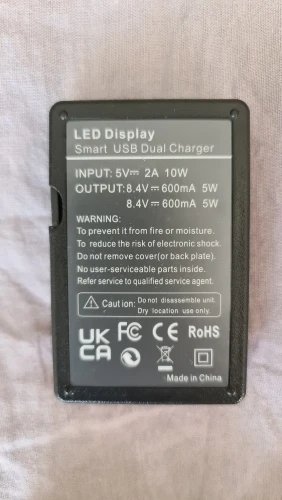 LED Display
Smart USB Dual Charger
INPUT: 5V⎓ 2A 10W
OUTPUT: 8.4V⎓600mA 5W
8.4V⎓600mA 5W
WARNING:
To prevent it from fire or moisture.
To reduce the risk of electronic shock.
Do not remove cover(or back plate).
No user-serviceable parts inside.
Refer service to qualified service agent.
Caution: Do not disassemble unit.
Dry location use only.
UK CA FC CE RoHS
Made in China